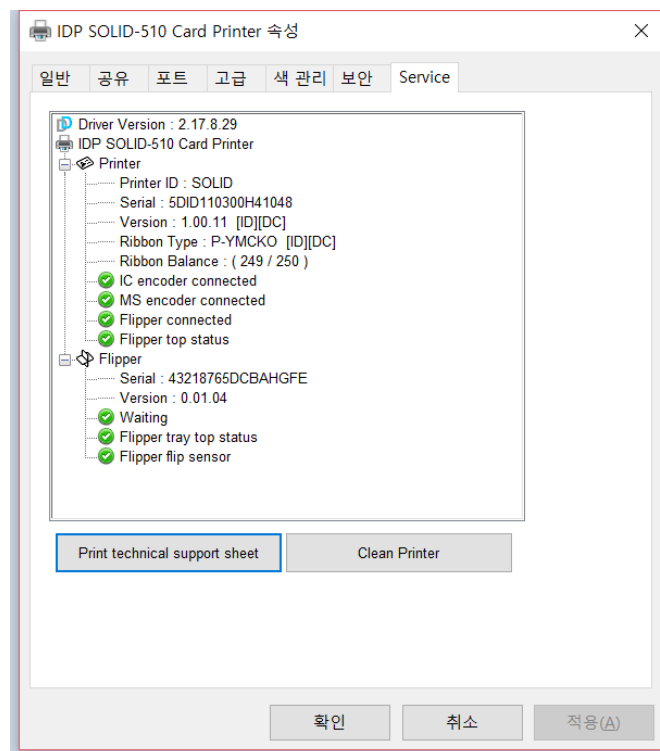 IDP SOLID-510 Card Printer 속성
일반 공유 포트 고급 색 관리 보안 Service
Driver Version : 2.17.8.29
IDP SOLID-510 Card Printer
Printer
Printer ID : SOLID
Serial : 5DID110300H41048
Version : 1.00.11 [ID][DC]
Ribbon Type : P-YMCKO [ID][DC]
Ribbon Balance : ( 249 / 250 )
IC encoder connected
MS encoder connected
Flipper connected
Flipper top status
Flipper
Serial : 43218765DCBAHGFE
Version : 0.01.04
Waiting
Flipper tray top status
Flipper flip sensor
Print technical support sheet Clean Printer
확인 취소 적용(A)